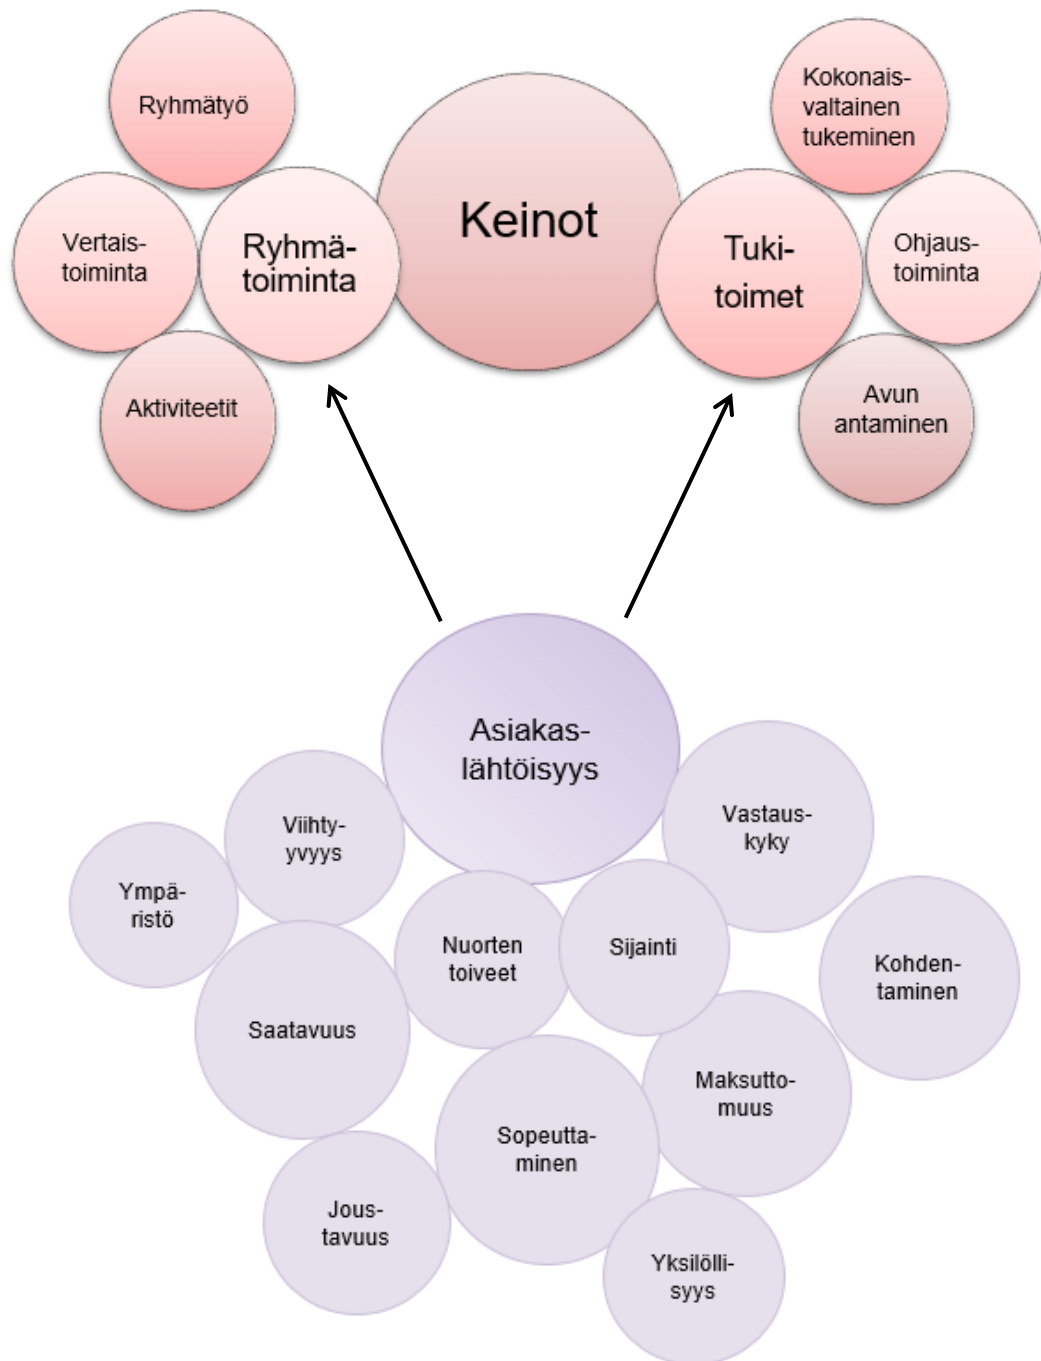 Ryhmätyö
Vertais-
toiminta
Ryhmä-
toiminta
Aktiviteetit
Keinot
Kokonais-
valtainen
tukeminen
Tuki-
toimet
Ohjaus-
toiminta
Avun
antaminen
Asiakas-
lähtöisyys
Viihty-
yvyys
Vastaus-
kyky
Ympä-
ristö
Nuorten
toiveet
Sijainti
Kohden-
taminen
Saatavuus
Maksutto-
muus
Sopeutta-
minen
Jous-
tavuus
Yksilölli-
syys